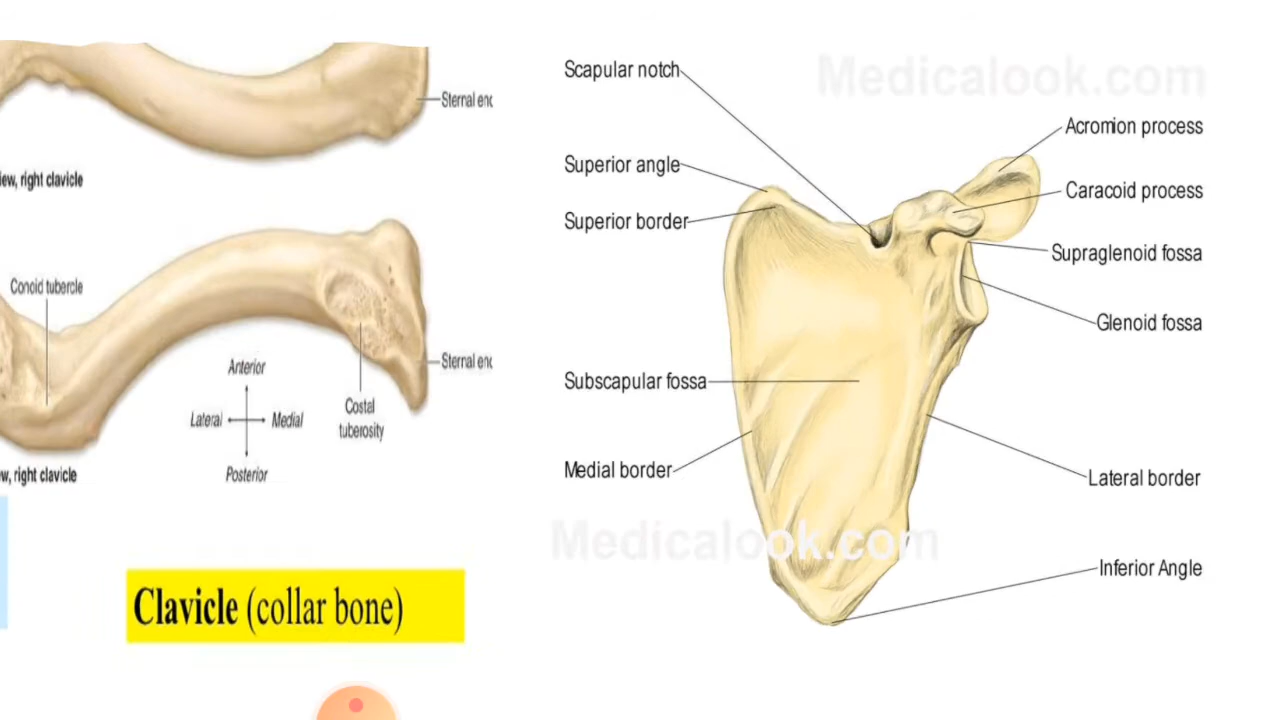 Sternal end
iew, right clavicle
Conoid tubercle
Anterior
Lateral
Medial
Posterior
Sternal end
Costal
tuberosity
w, right clavicle
Clavicle (collar bone)
Medicalook.com
Scapular notch
Acromion process
Superior angle
Caracoid process
Superior border
Supraglenoid fossa
Glenoid fossa
Subscapular fossa
Medial border
Lateral border
Medicalook.com
Inferior Angle